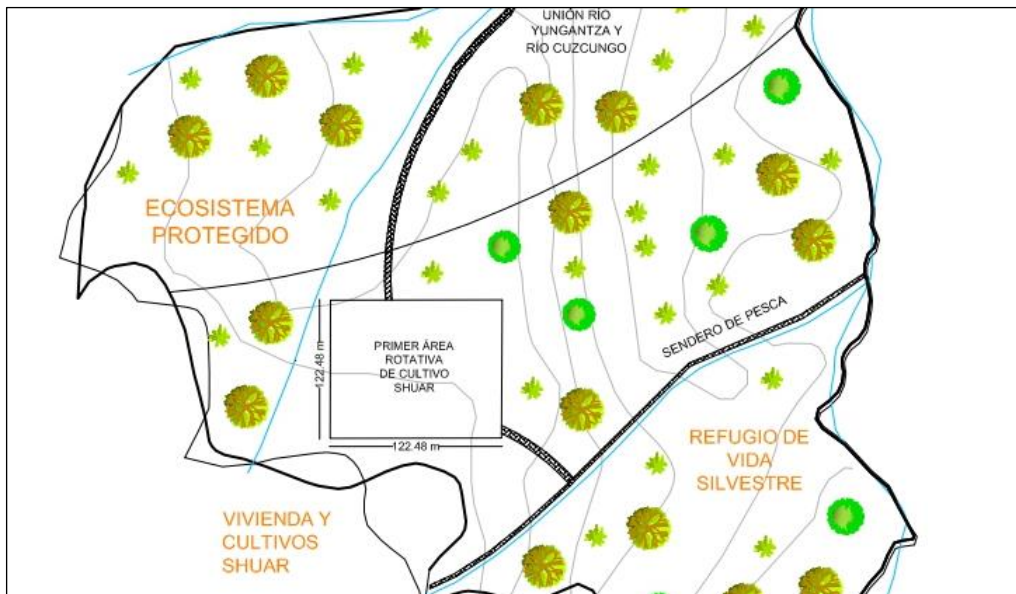 UNIÓN RÍO
YUNGANTZA Y
RÍO CUZCUNGO
ECOSISTEMA
PROTEGIDO
SENDERO DE PESCA
PRIMER ÁREA
ROTATIVA
DE CULTIVO
SHUAR
122.48 m
122.48 m
REFUGIO DE
VIDA
SILVESTRE
VIVIENDA Y
CULTIVOS
SHUAR